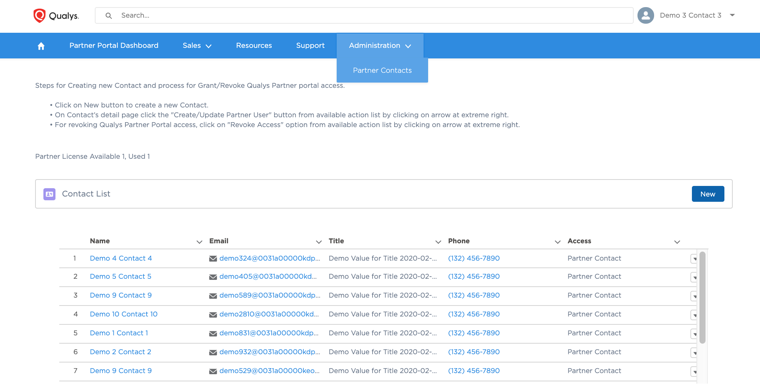 Qualys.
Search...
Demo 3 Contact 3
Partner Portal Dashboard Sales Resources Support Administration
Partner Contacts
Steps for Creating new Contact and process for Grant/Revoke Qualys Partner portal access.
• Click on New button to create a new Contact.
• On Contact's detail page click the "Create/Update Partner User" button from available action list by clicking on arrow at extreme right.
• For revoking Qualys Partner Portal access, click on "Revoke Access" option from available action list by clicking on arrow at extreme right.
Partner License Available 1, Used 1
Contact List New
Name Email Title Phone Access
1 Demo 4 Contact 4 demo324@0031a00000kdp... Demo Value for Title 2020-02-... (132) 456-7890 Partner Contact
2 Demo 5 Contact 5 demo405@0031a00000kd... Demo Value for Title 2020-02-... (132) 456-7890 Partner Contact
3 Demo 9 Contact 9 demo589@0031a00000kdp... Demo Value for Title 2020-02-... (132) 456-7890 Partner Contact
4 Demo 10 Contact 10 demo2810@0031a00000kd... Demo Value for Title 2020-02-... (132) 456-7890 Partner Contact
5 Demo 1 Contact 1 demo831@0031a00000kdp... Demo Value for Title 2020-02-... (132) 456-7890 Partner Contact
6 Demo 2 Contact 2 demo932@0031a00000kdp... Demo Value for Title 2020-02-... (132) 456-7890 Partner Contact
7 Demo 9 Contact 9 demo529@0031a00000keo... Demo Value for Title 2020-02-... (132) 456-7890 Partner Contact